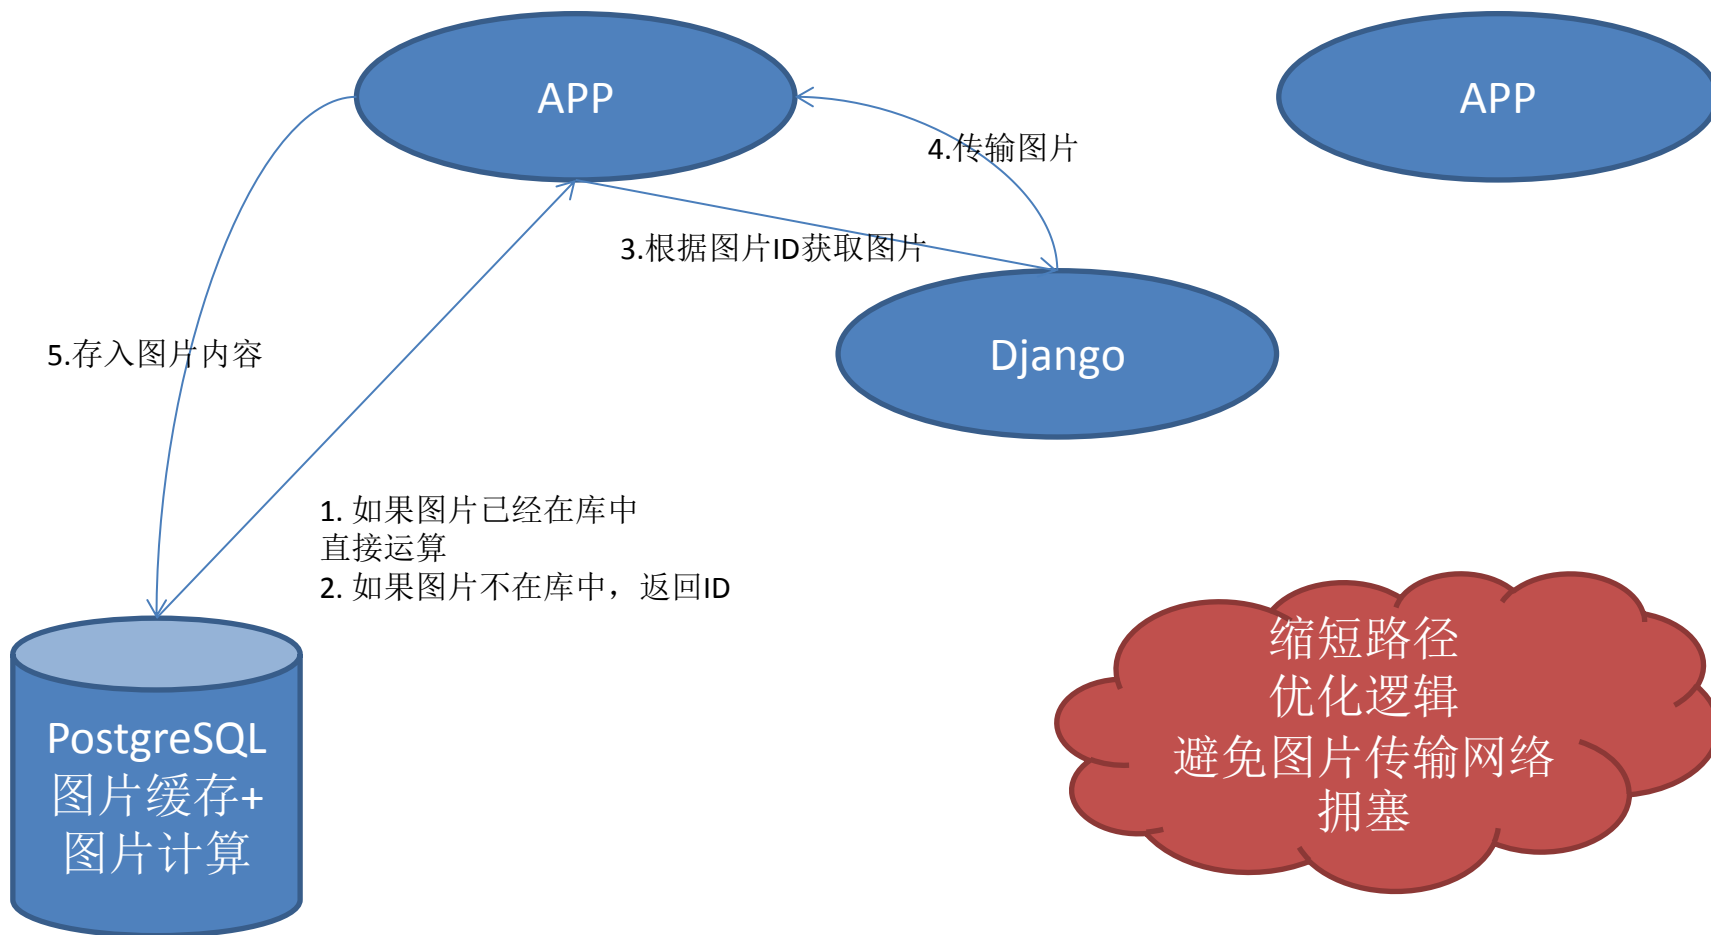 APP
APP
4.传输图片
3.根据图片ID获取图片
Django
5.存入图片内容
1. 如果图片已经在库中
直接运算
2. 如果图片不在库中，返回ID
PostgreSQL
图片缓存+
图片计算
缩短路径
优化逻辑
避免图片传输网络
拥塞